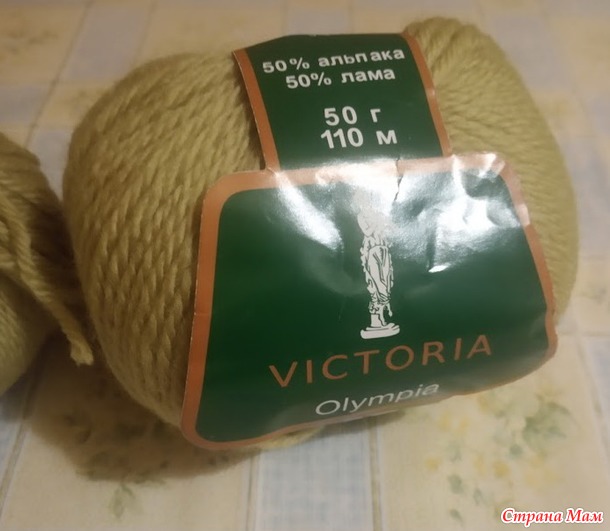 50% альпака
50% лама
50 г
110 м
VICTORIA
Olympia
Страна Мам